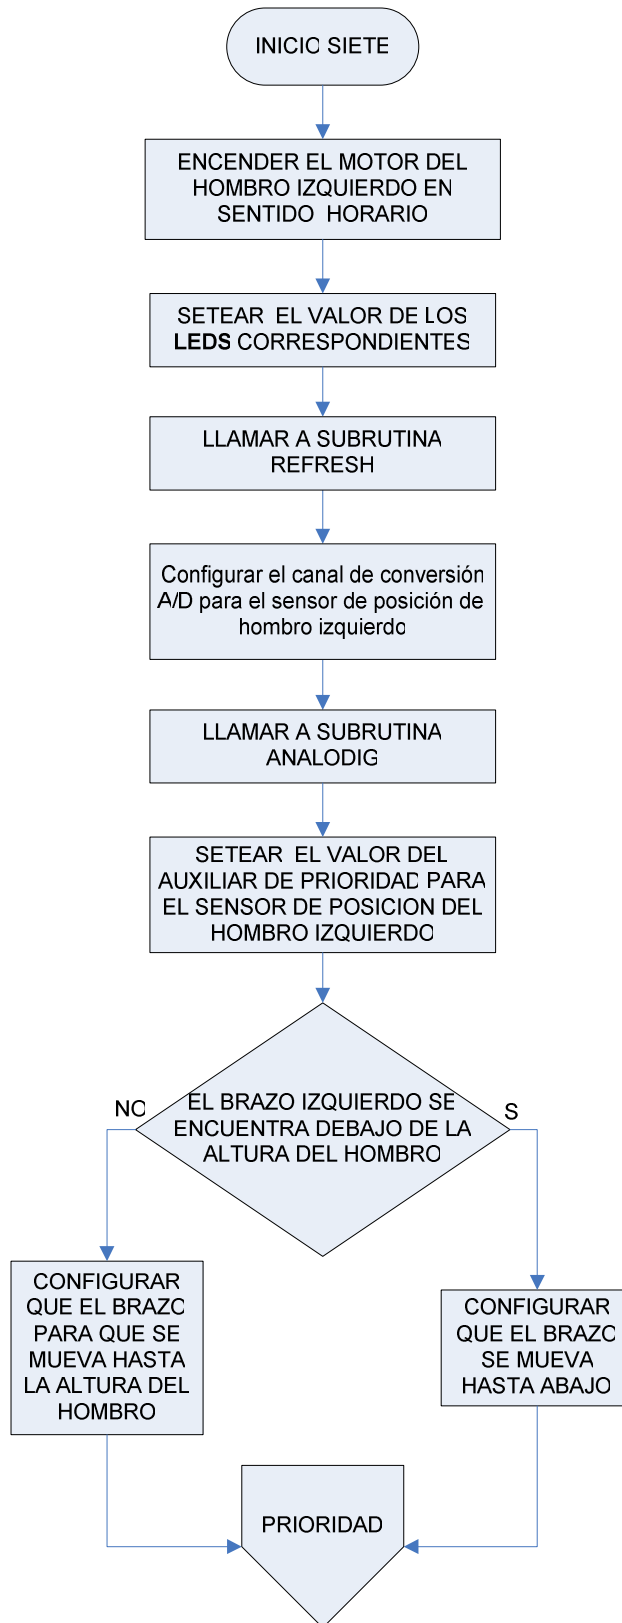 INICIO SIETE
ENCENDER EL MOTOR DEL
HOMBRO IZQUIERDO EN
SENTIDO HORARIO
SETEAR EL VALOR DE LOS
LEDS CORRESPONDIENTES
LLAMAR A SUBRUTINA
REFRESH
Configurar el canal de conversión
A/D para el sensor de posición de
hombro izquierdo
LLAMAR A SUBRUTINA
ANALODIG
SETEAR EL VALOR DEL
AUXILIAR DE PRIORIDAD PARA
EL SENSOR DE POSICION DEL
HOMBRO IZQUIERDO
EL BRAZO IZQUIERDO SE
ENCUENTRA DEBAJO DE LA
ALTURA DEL HOMBRO
NO
S
CONFIGURAR
QUE EL BRAZO
PARA QUE SE
MUEVA HASTA
LA ALTURA DEL
HOMBRO
CONFIGURAR
QUE EL BRAZO
SE MUEVA
HASTA ABAJO
PRIORIDAD